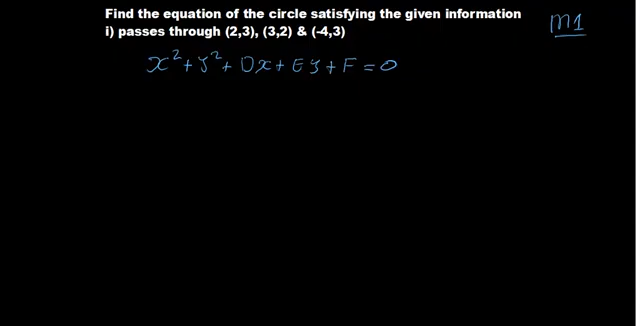 Find the equation of the circle satisfying the given information
i) passes through (2,3), (3,2) & (-4,3)
M1
x² + y² + Dx + Ey + F = 0